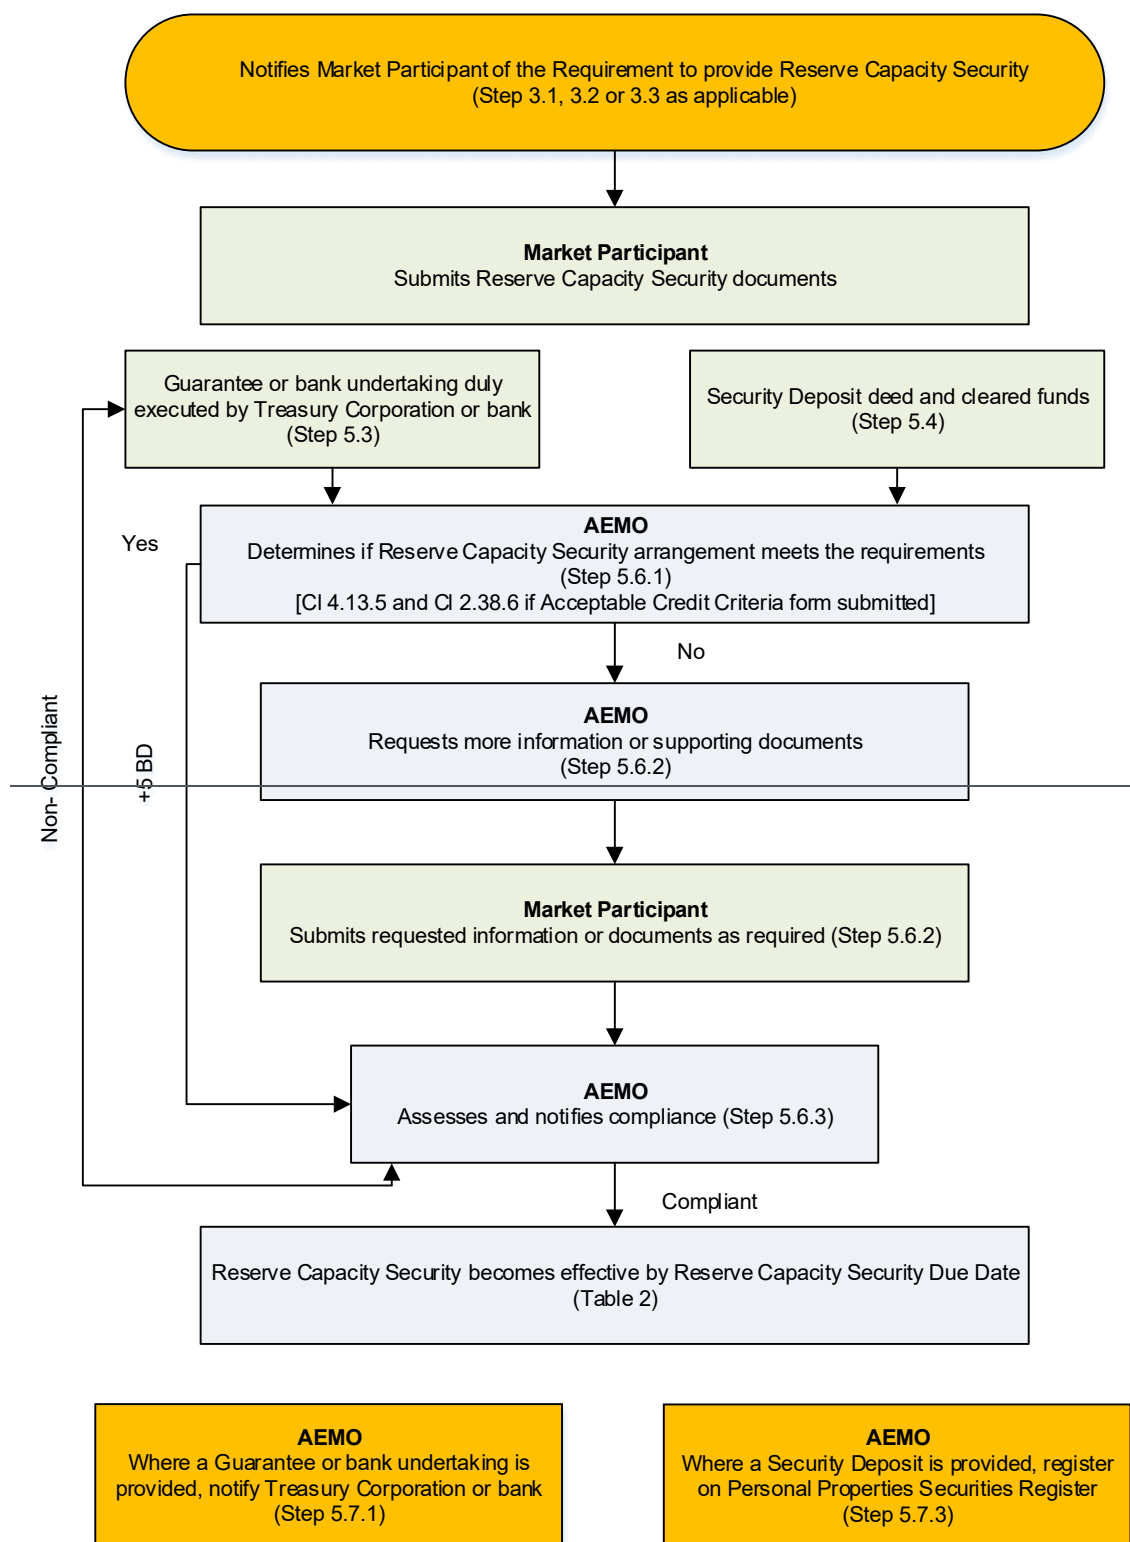 Notifies Market Participant of the Requirement to provide Reserve Capacity Security
(Step 3.1, 3.2 or 3.3 as applicable)
Market Participant
Submits Reserve Capacity Security documents
Guarantee or bank undertaking duly
executed by Treasury Corporation or bank
(Step 5.3)
Security Deposit deed and cleared funds
(Step 5.4)
Yes
AEMO
Determines if Reserve Capacity Security arrangement meets the requirements
(Step 5.6.1)
[Cl 4.13.5 and Cl 2.38.6 if Acceptable Credit Criteria form submitted]
No
AEMO
Requests more information or supporting documents
(Step 5.6.2)
Non- Compliant
+5 BD
Market Participant
Submits requested information or documents as required (Step 5.6.2)
AEMO
Assesses and notifies compliance (Step 5.6.3)
Compliant
Reserve Capacity Security becomes effective by Reserve Capacity Security Due Date
(Table 2)
AEMO
Where a Guarantee or bank undertaking is
provided, notify Treasury Corporation or bank
(Step 5.7.1)
AEMO
Where a Security Deposit is provided, register
on Personal Properties Securities Register
(Step 5.7.3)